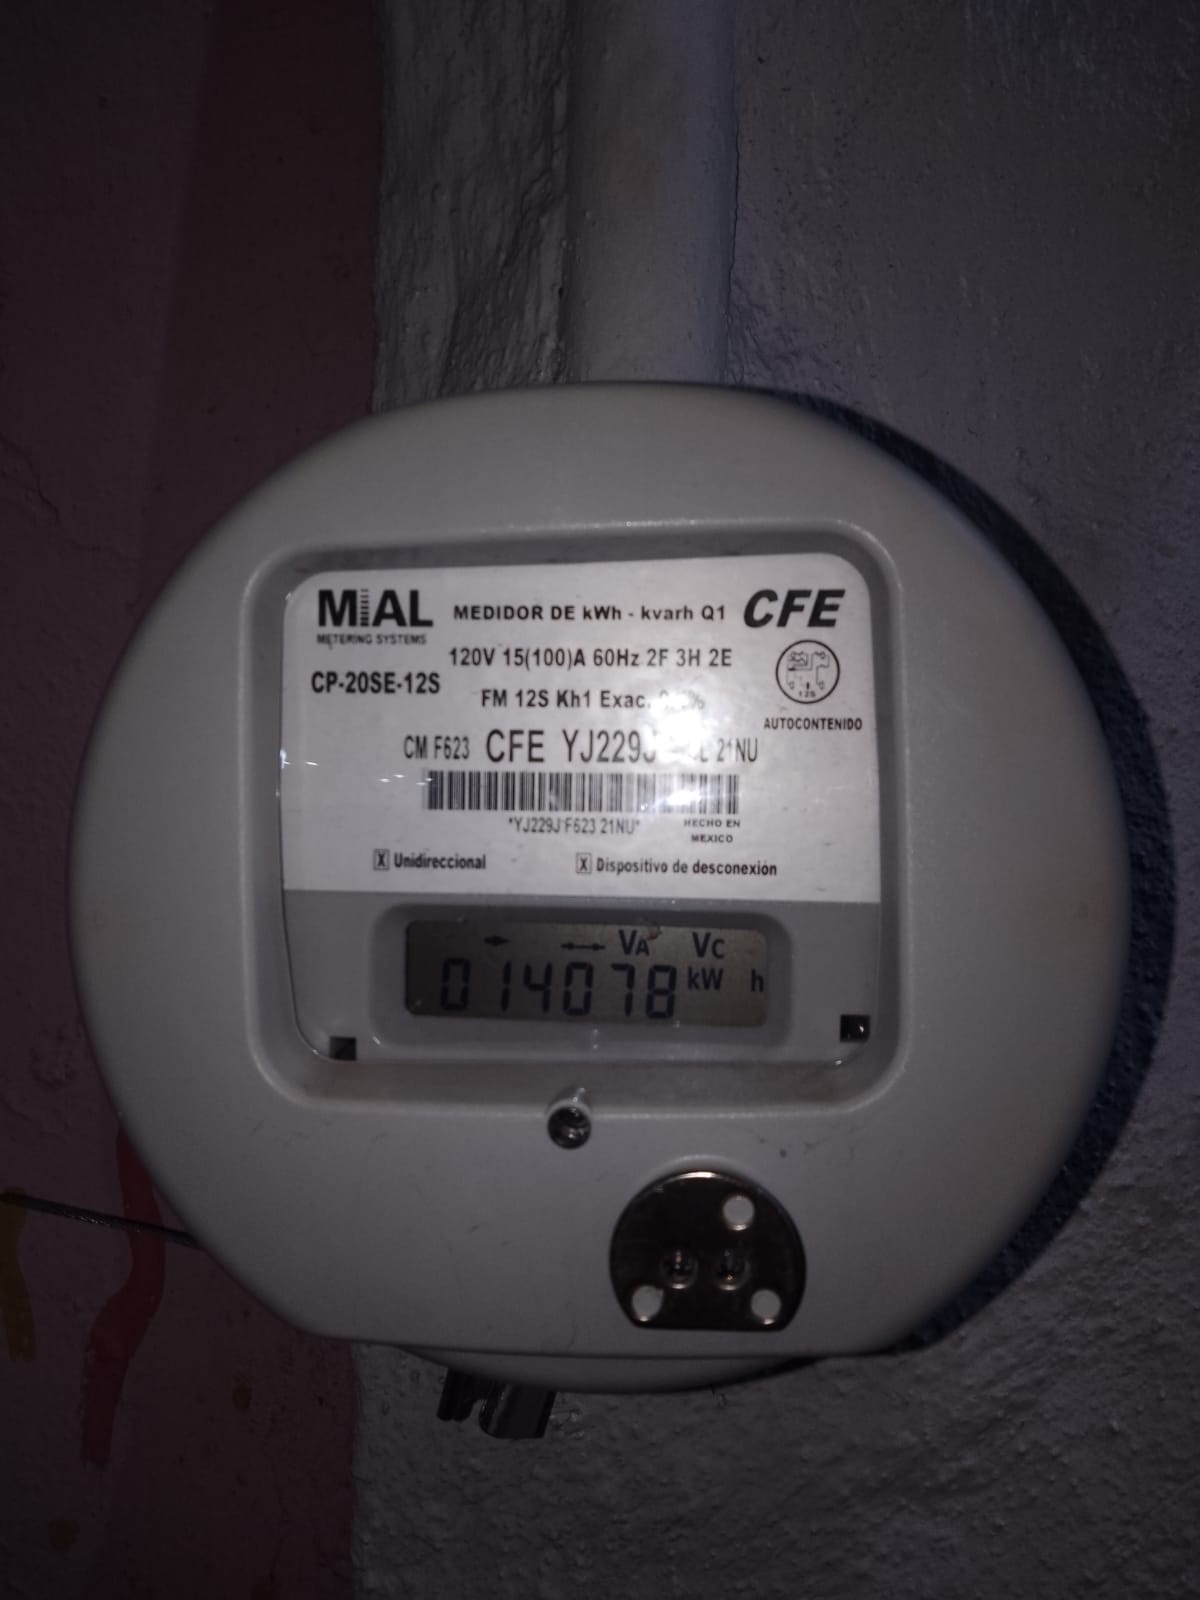 MIAL
METERING SYSTEMS
MEDIDOR DE kWh - kvarh Q1
CFE
120V 15(100)A 60Hz 2F 3H 2E
CP-20SE-12S
FM 12S Kh1 Exac.
12S
AUTOCONTENIDO
CM F623 CFE YJ229J 21NU
*YJ229J F623 21NU*
HECHO EN
MEXICO
X Unidireccional
X Dispositivo de desconexión
VA VC
014078 kW h